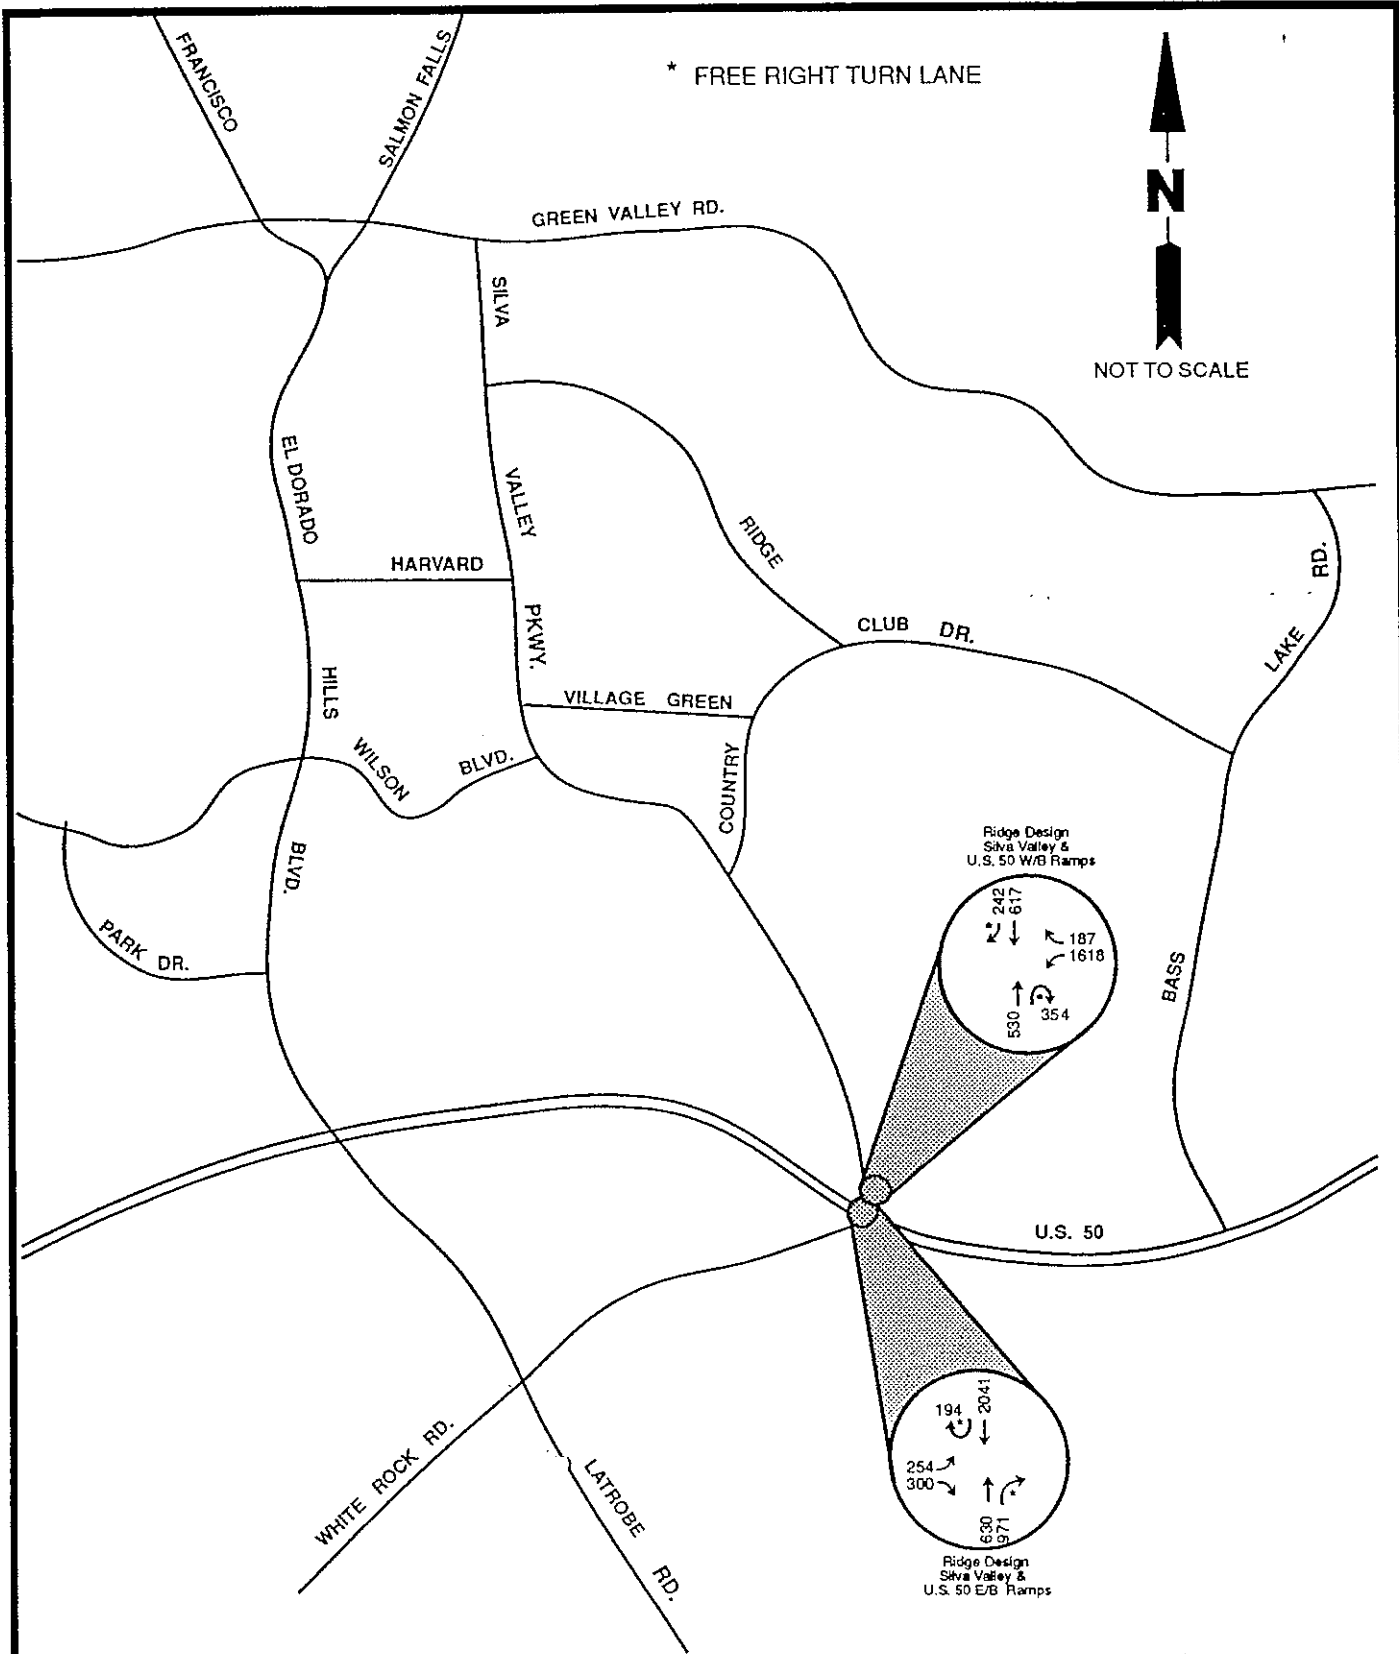 * FREE RIGHT TURN LANE
N
NOT TO SCALE
FRANCISCO
SALMON FALLS
GREEN VALLEY RD.
SILVA
VALLEY
PKWY.
EL DORADO
HILLS
BLVD.
HARVARD
RIDGE
CLUB DR.
LAKE RD.
VILLAGE GREEN
WILSON BLVD.
COUNTRY
PARK DR.
BASS
Ridge Design
Silva Valley &
U.S. 50 W/B Ramps
242
617
187
1618
530
354
U.S. 50
194
2041
254
300
630
971
Ridge Design
Silva Valley &
U.S. 50 E/B Ramps
WHITE ROCK RD.
LATROBE RD.